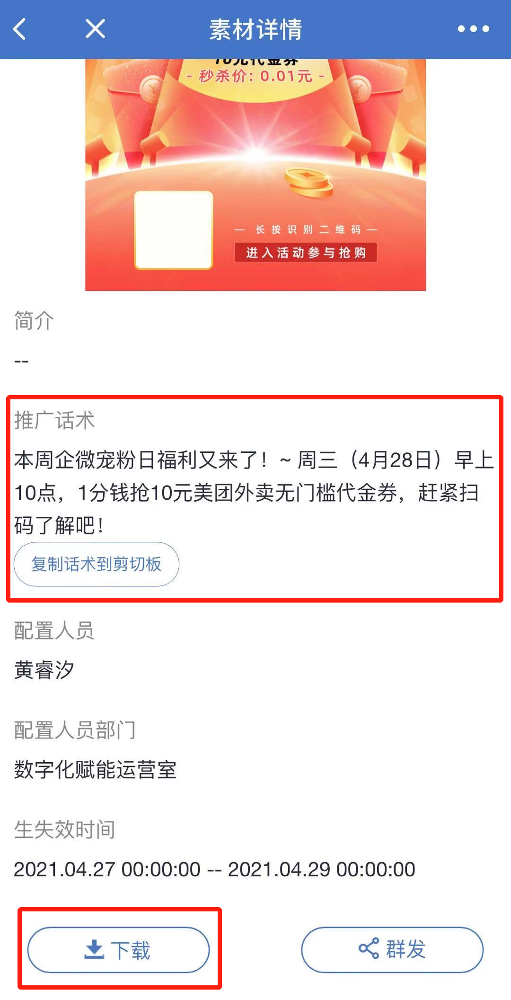 素材详情
10元代金券
- 秒杀价: 0.01元 -
— 长按识别二维码 —
进入活动参与抢购
简介
--
推广话术
本周企微宠粉日福利又来了！~ 周三（4月28日）早上
10点，1分钱抢10元美团外卖无门槛代金券，赶紧扫
码了解吧！
复制话术到剪切板
配置人员
黄睿汐
配置人员部门
数字化赋能运营室
生失效时间
2021.04.27 00:00:00 -- 2021.04.29 00:00:00
下载
群发